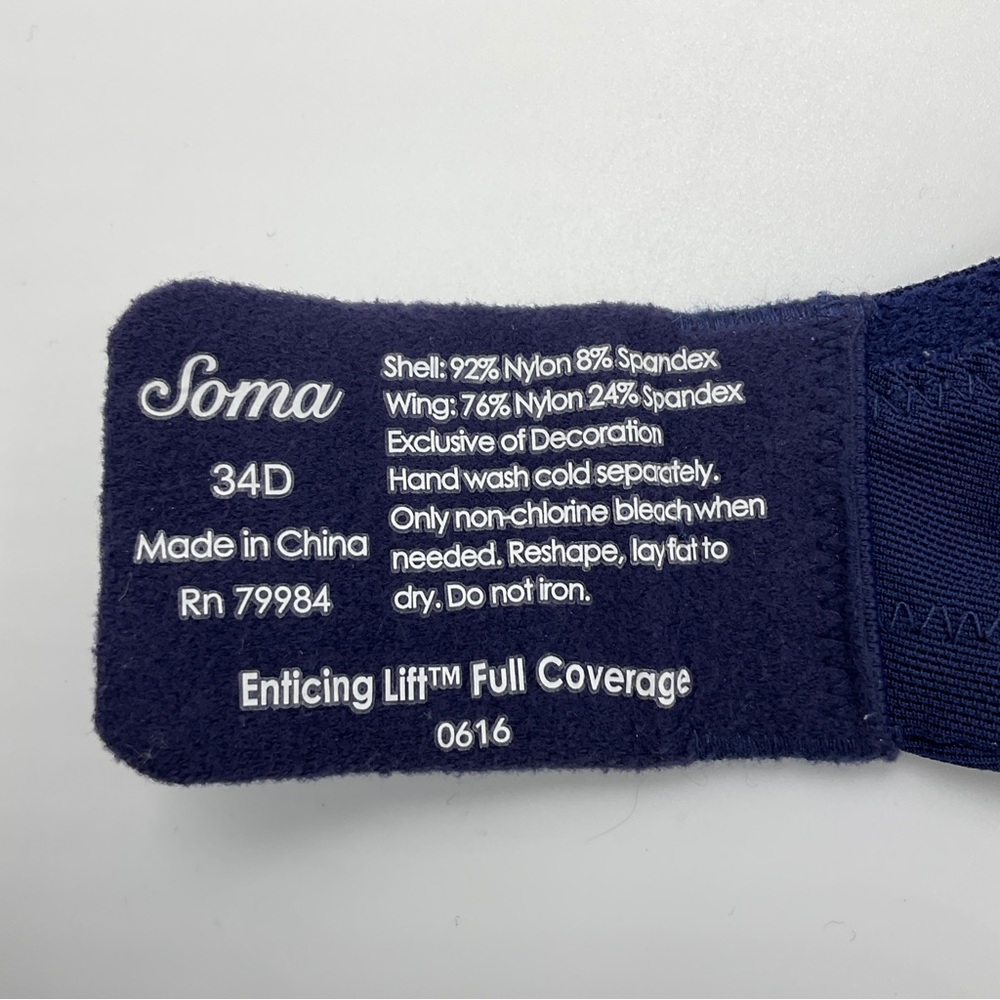 Soma
34D
Made in China
Rn 79984
Shell: 92% Nylon 8% Spandex
Wing: 76% Nylon 24% Spandex
Exclusive of Decoration
Hand wash cold separately.
Only non-chlorine bleach when
needed. Reshape, lay fat to
dry. Do not iron.
Enticing Lift™ Full Coverage
0616